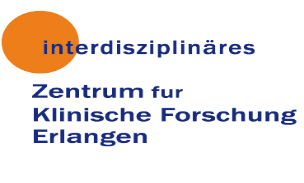 interdisziplinäres
Zentrum fur
Klinische Forschung
Erlangen